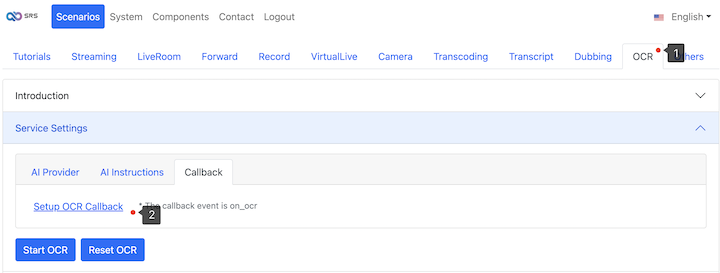 SRS Scenarios System Components Contact Logout English
Tutorials Streaming LiveRoom Forward Record VirtualLive Camera Transcoding Transcript Dubbing OCR 1 thers
Introduction
Service Settings
AI Provider AI Instructions Callback
Setup OCR Callback * The callback event is on_ocr
2
Start OCR Reset OCR